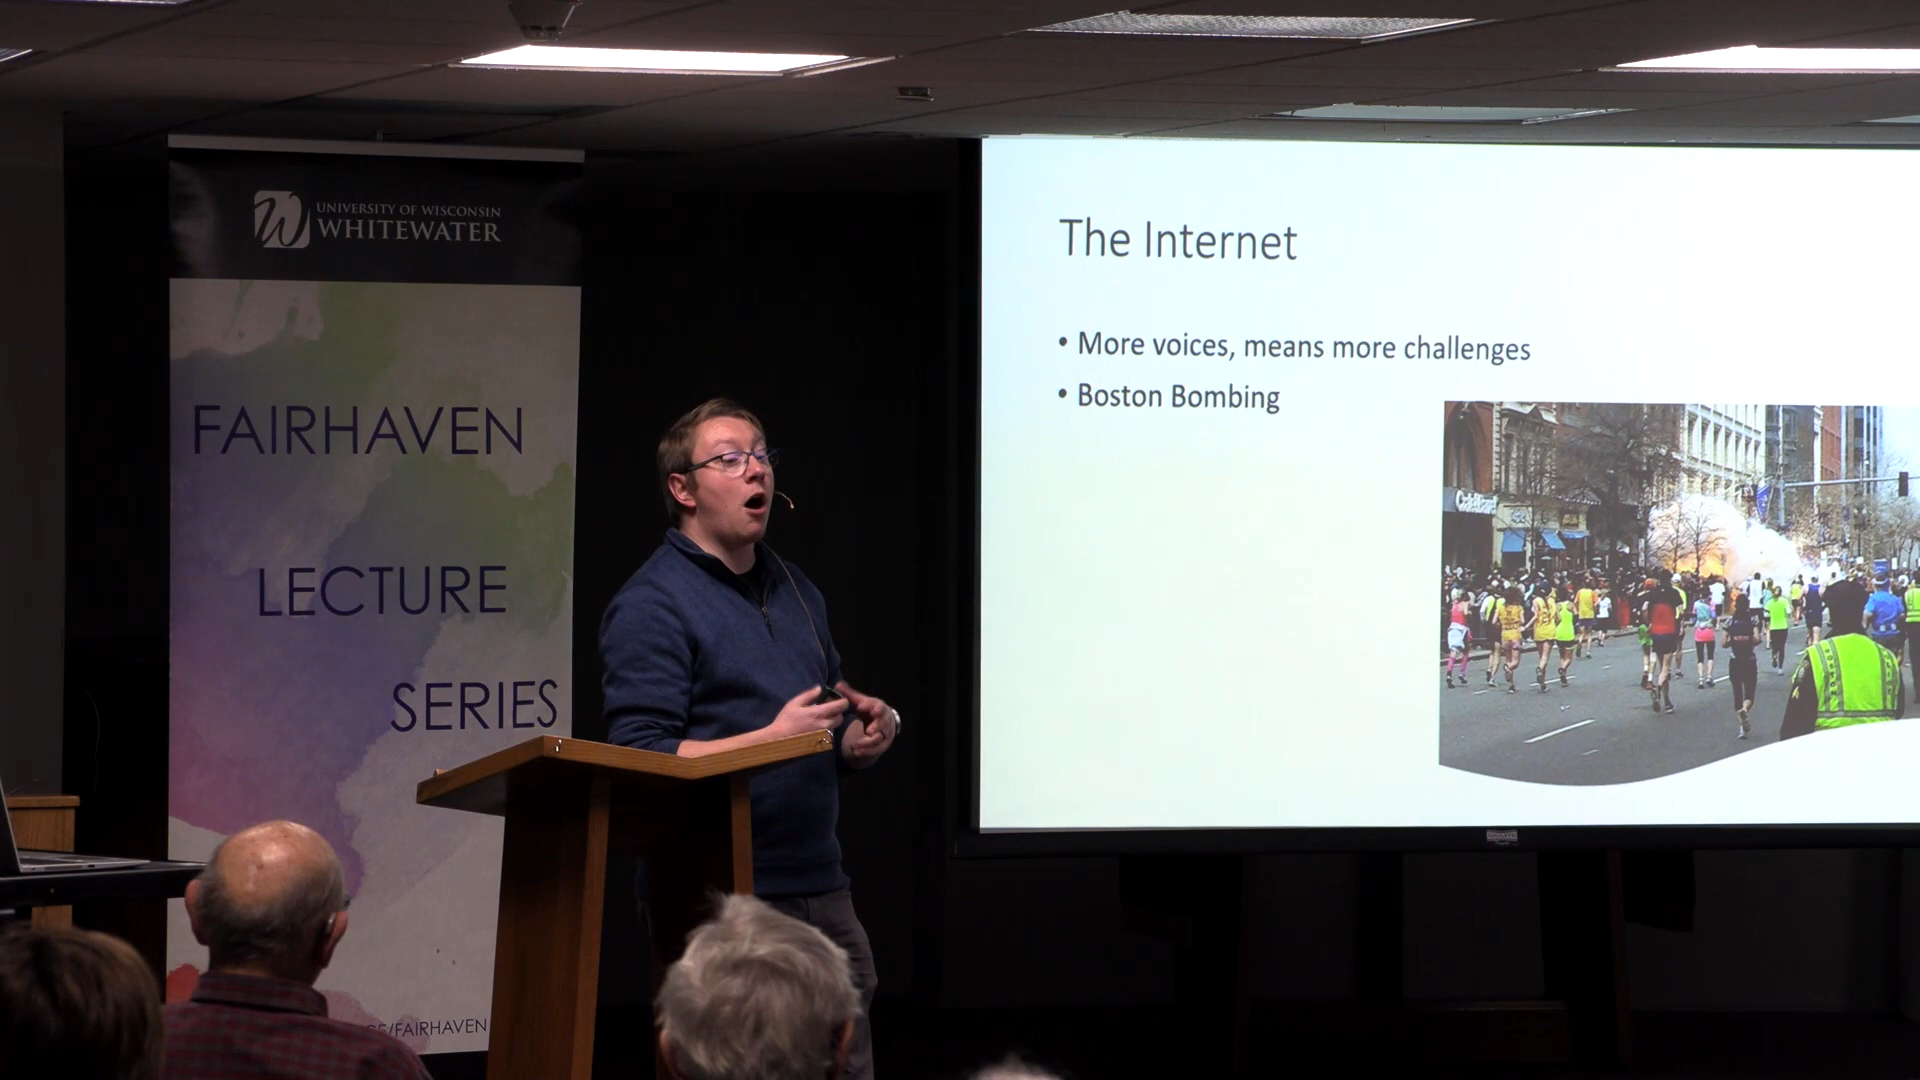 UNIVERSITY OF WISCONSIN
WHITEWATER
FAIRHAVEN
LECTURE
SERIES
/FAIRHAVEN
The Internet
• More voices, means more challenges
• Boston Bombing